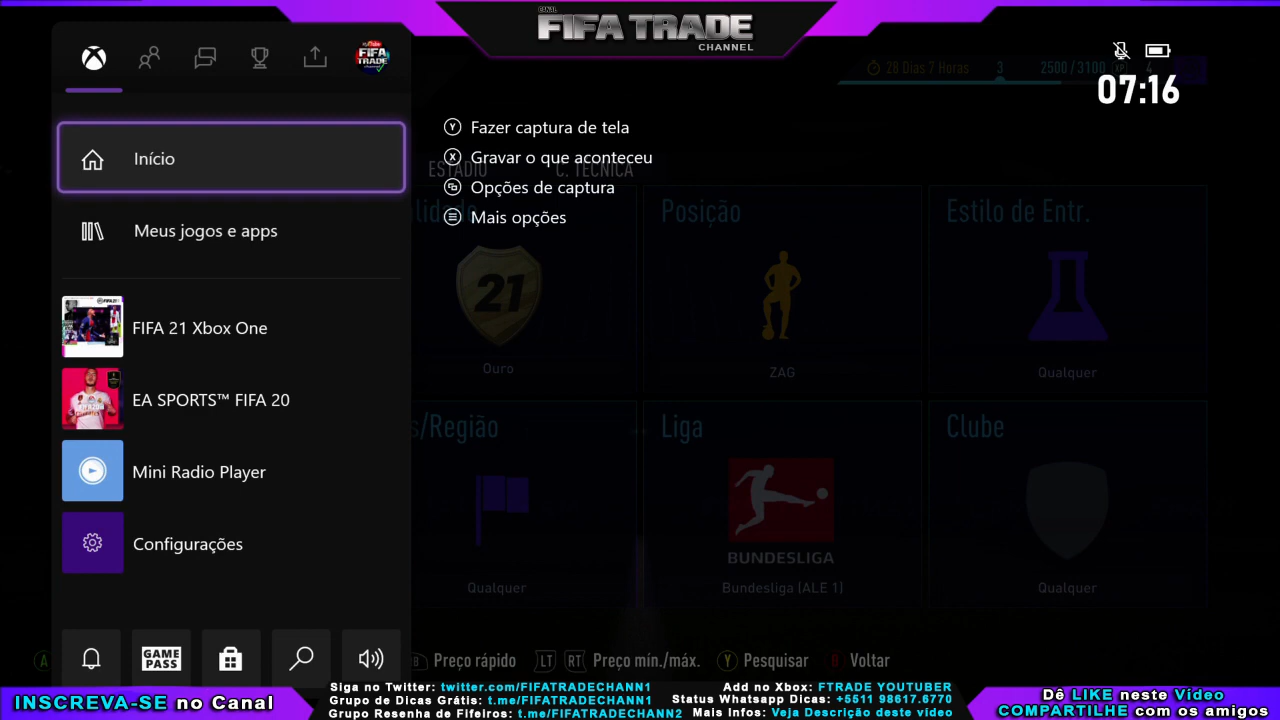 CANAL
FIFA TRADE
CHANNEL
28 Dias 7 Horas 3 2500/3100 XP 4
07:16
Início
Meus jogos e apps
FIFA 21 Xbox One
EA SPORTS™ FIFA 20
Mini Radio Player
Configurações
GAME
PASS
Y Fazer captura de tela
X Gravar o que aconteceu
Opções de captura
Mais opções
ESTÁDIO C. TÉCNICA
lidade
21
Ouro
Posição
ZAG
Estilo de Entr.
Qualquer
s/Região
Qualquer
Liga
BUNDESLIGA
Bundesliga (ALE 1)
Clube
Qualquer
A Preço rápido LT RT Preço mín./máx. Y Pesquisar B Voltar
INSCREVA-SE no Canal
Siga no Twitter: twitter.com/FIFATRADECHANN1
Grupo de Dicas Grátis: t.me/FIFATRADECHANN1
Grupo Resenha de Fifeiros: t.me/FIFATRADECHANN2
Add no Xbox: FTRADE YOUTUBER
Status Whatsapp Dicas: +5511 98617.6770
Mais Infos: Veja Descrição deste vídeo
Dê LIKE neste Vídeo
COMPARTILHE com os amigos